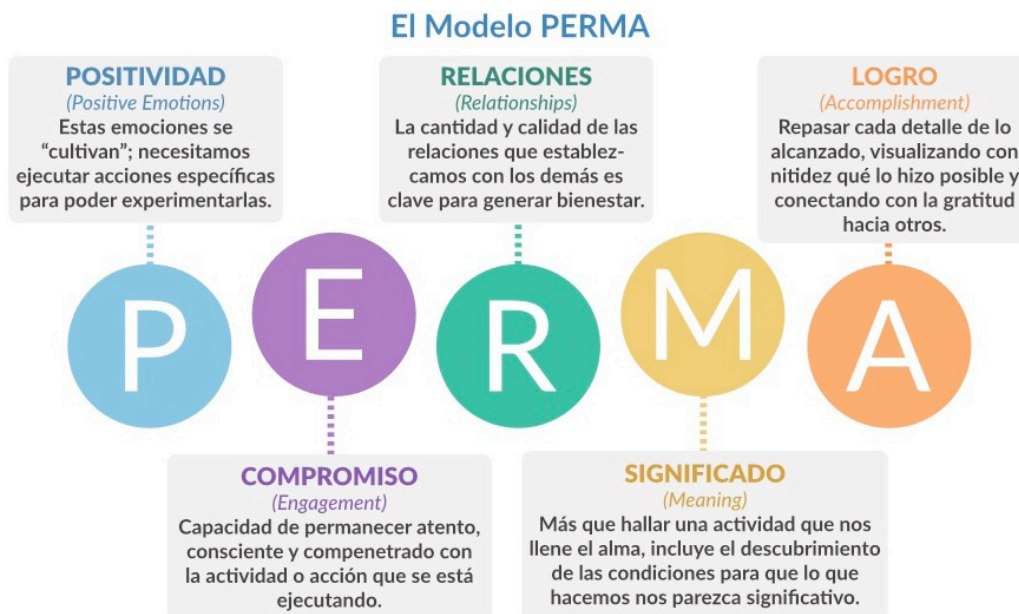 El Modelo PERMA
POSITIVIDAD
(Positive Emotions)
Estas emociones se
“cultivan”; necesitamos
ejecutar acciones específicas
para poder experimentarlas.
RELACIONES
(Relationships)
La cantidad y calidad de las
relaciones que establez-
camos con los demás es
clave para generar bienestar.
LOGRO
(Accomplishment)
Repasar cada detalle de lo
alcanzado, visualizando con
nitidez qué lo hizo posible y
conectando con la gratitud
hacia otros.
P
E
R
M
A
COMPROMISO
(Engagement)
Capacidad de permanecer atento,
consciente y compenetrado con
la actividad o acción que se está
ejecutando.
SIGNIFICADO
(Meaning)
Más que hallar una actividad que nos
llene el alma, incluye el descubrimiento
de las condiciones para que lo que
hacemos nos parezca significativo.